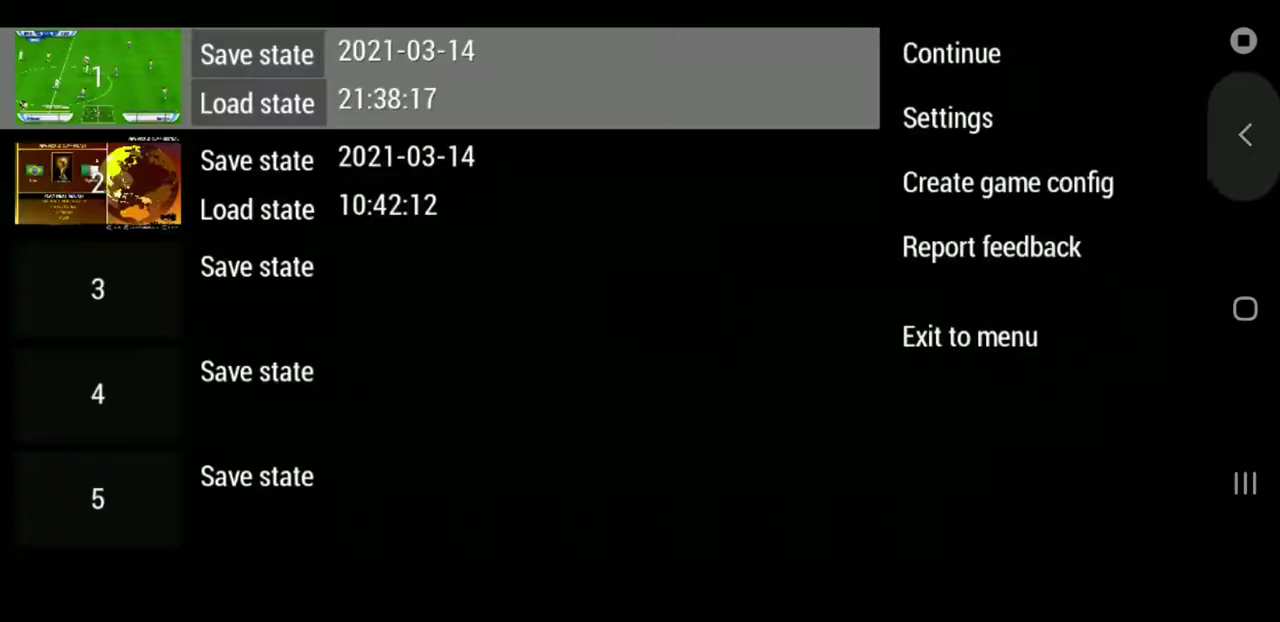 1
Save state 2021-03-14
Load state 21:38:17
2
Save state 2021-03-14
Load state 10:42:12
3
Save state
4
Save state
5
Save state
Continue
Settings
Create game config
Report feedback
Exit to menu